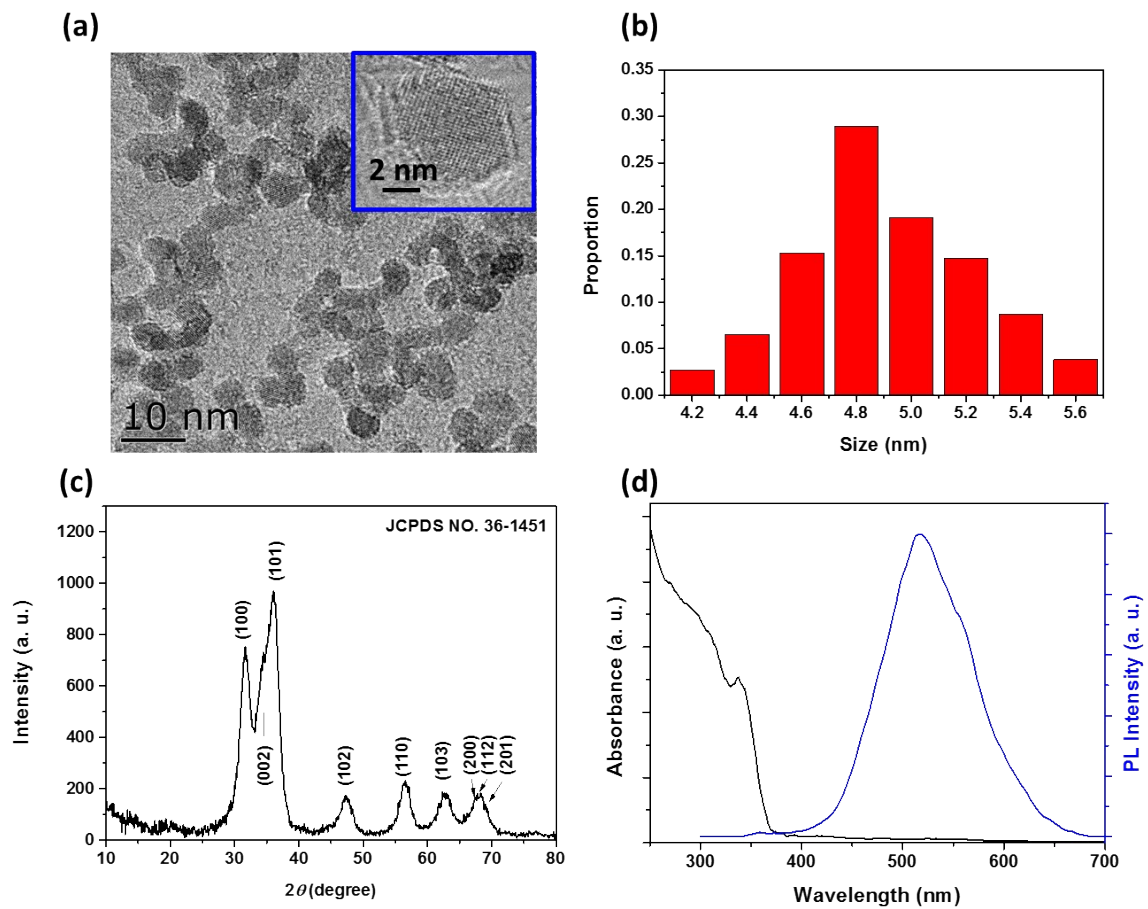 (a)
2 nm
10 nm
(b)
0.35
0.30
0.25
0.20
0.15
0.10
0.05
0.00
Proportion
4.2 4.4 4.6 4.8 5.0 5.2 5.4 5.6
Size (nm)
(c)
JCPDS NO. 36-1451
1200
1000
800
600
400
200
0
Intensity (a. u.)
(100)
(002)
(101)
(102)
(110)
(103)
(200)
(112)
(201)
10 20 30 40 50 60 70 80
2θ (degree)
(d)
Absorbance (a. u.)
PL Intensity (a. u.)
300 400 500 600 700
Wavelength (nm)